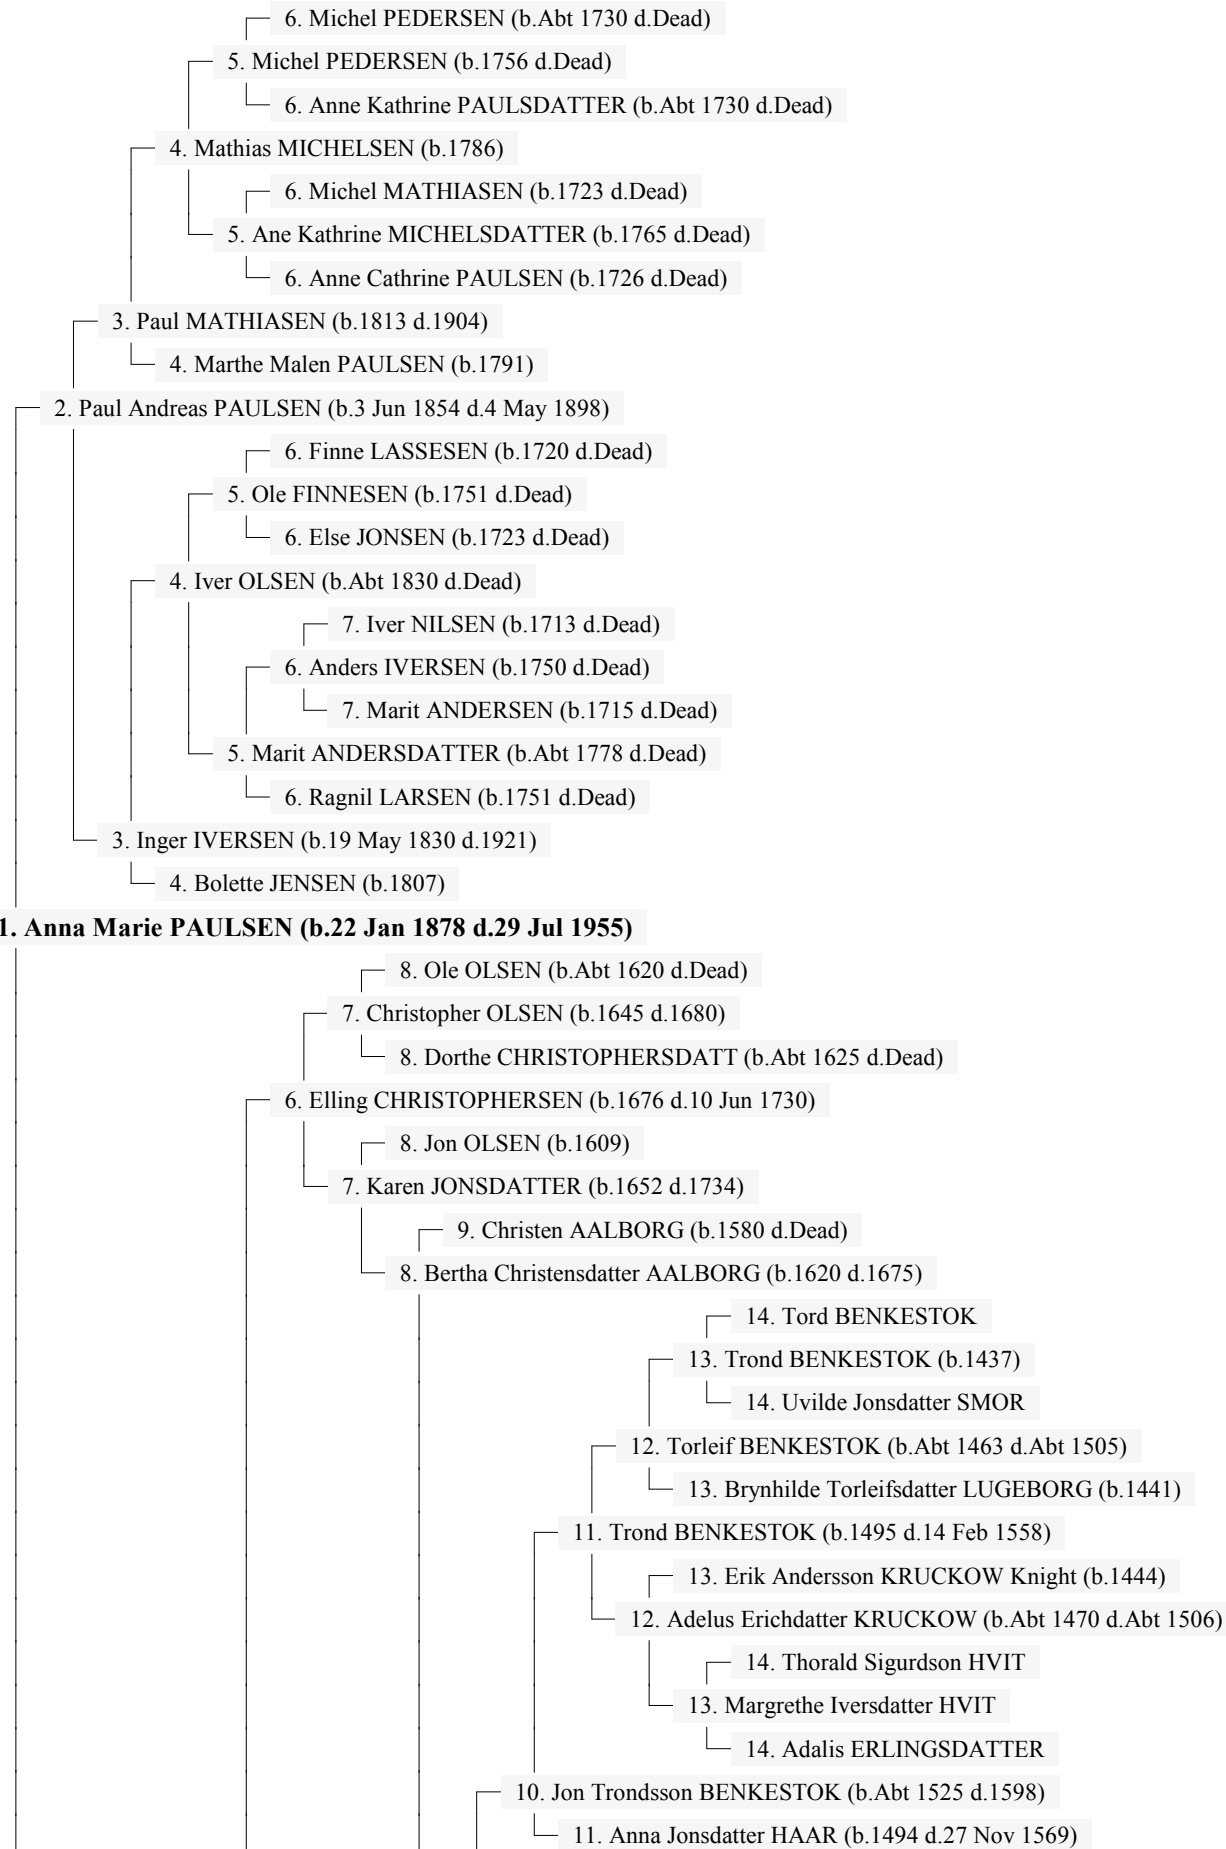 6. Michel PEDERSEN (b.Abt 1730 d.Dead)
5. Michel PEDERSEN (b.1756 d.Dead)
6. Anne Kathrine PAULSDATTER (b.Abt 1730 d.Dead)
4. Mathias MICHELSEN (b.1786)
6. Michel MATHIASEN (b.1723 d.Dead)
5. Ane Kathrine MICHELSDATTER (b.1765 d.Dead)
6. Anne Cathrine PAULSEN (b.1726 d.Dead)
3. Paul MATHIASEN (b.1813 d.1904)
4. Marthe Malen PAULSEN (b.1791)
2. Paul Andreas PAULSEN (b.3 Jun 1854 d.4 May 1898)
6. Finne LASSESEN (b.1720 d.Dead)
5. Ole FINNESEN (b.1751 d.Dead)
6. Else JONSEN (b.1723 d.Dead)
4. Iver OLSEN (b.Abt 1830 d.Dead)
7. Iver NILSEN (b.1713 d.Dead)
6. Anders IVERSEN (b.1750 d.Dead)
7. Marit ANDERSEN (b.1715 d.Dead)
5. Marit ANDERSDATTER (b.Abt 1778 d.Dead)
6. Ragnil LARSEN (b.1751 d.Dead)
3. Inger IVERSEN (b.19 May 1830 d.1921)
4. Bolette JENSEN (b.1807)
1. Anna Marie PAULSEN (b.22 Jan 1878 d.29 Jul 1955)
8. Ole OLSEN (b.Abt 1620 d.Dead)
7. Christopher OLSEN (b.1645 d.1680)
8. Dorthe CHRISTOPHERSDATT (b.Abt 1625 d.Dead)
6. Elling CHRISTOPHERSEN (b.1676 d.10 Jun 1730)
8. Jon OLSEN (b.1609)
7. Karen JONSDATTER (b.1652 d.1734)
9. Christen AALBORG (b.1580 d.Dead)
8. Bertha Christensdatter AALBORG (b.1620 d.1675)
14. Tord BENKESTOK
13. Trond BENKESTOK (b.1437)
14. Uvilde Jonsdatter SMOR
12. Torleif BENKESTOK (b.Abt 1463 d.Abt 1505)
13. Brynhilde Torleifsdatter LUGEBORG (b.1441)
11. Trond BENKESTOK (b.1495 d.14 Feb 1558)
13. Erik Andersson KRUCKOW Knight (b.1444)
12. Adelus Erichdatter KRUCKOW (b.Abt 1470 d.Abt 1506)
14. Thorald Sigurdson HVIT
13. Margrethe Iversdatter HVIT
14. Adalis ERLINGSDATTER
10. Jon Trondsson BENKESTOK (b.Abt 1525 d.1598)
11. Anna Jonsdatter HAAR (b.1494 d.27 Nov 1569)